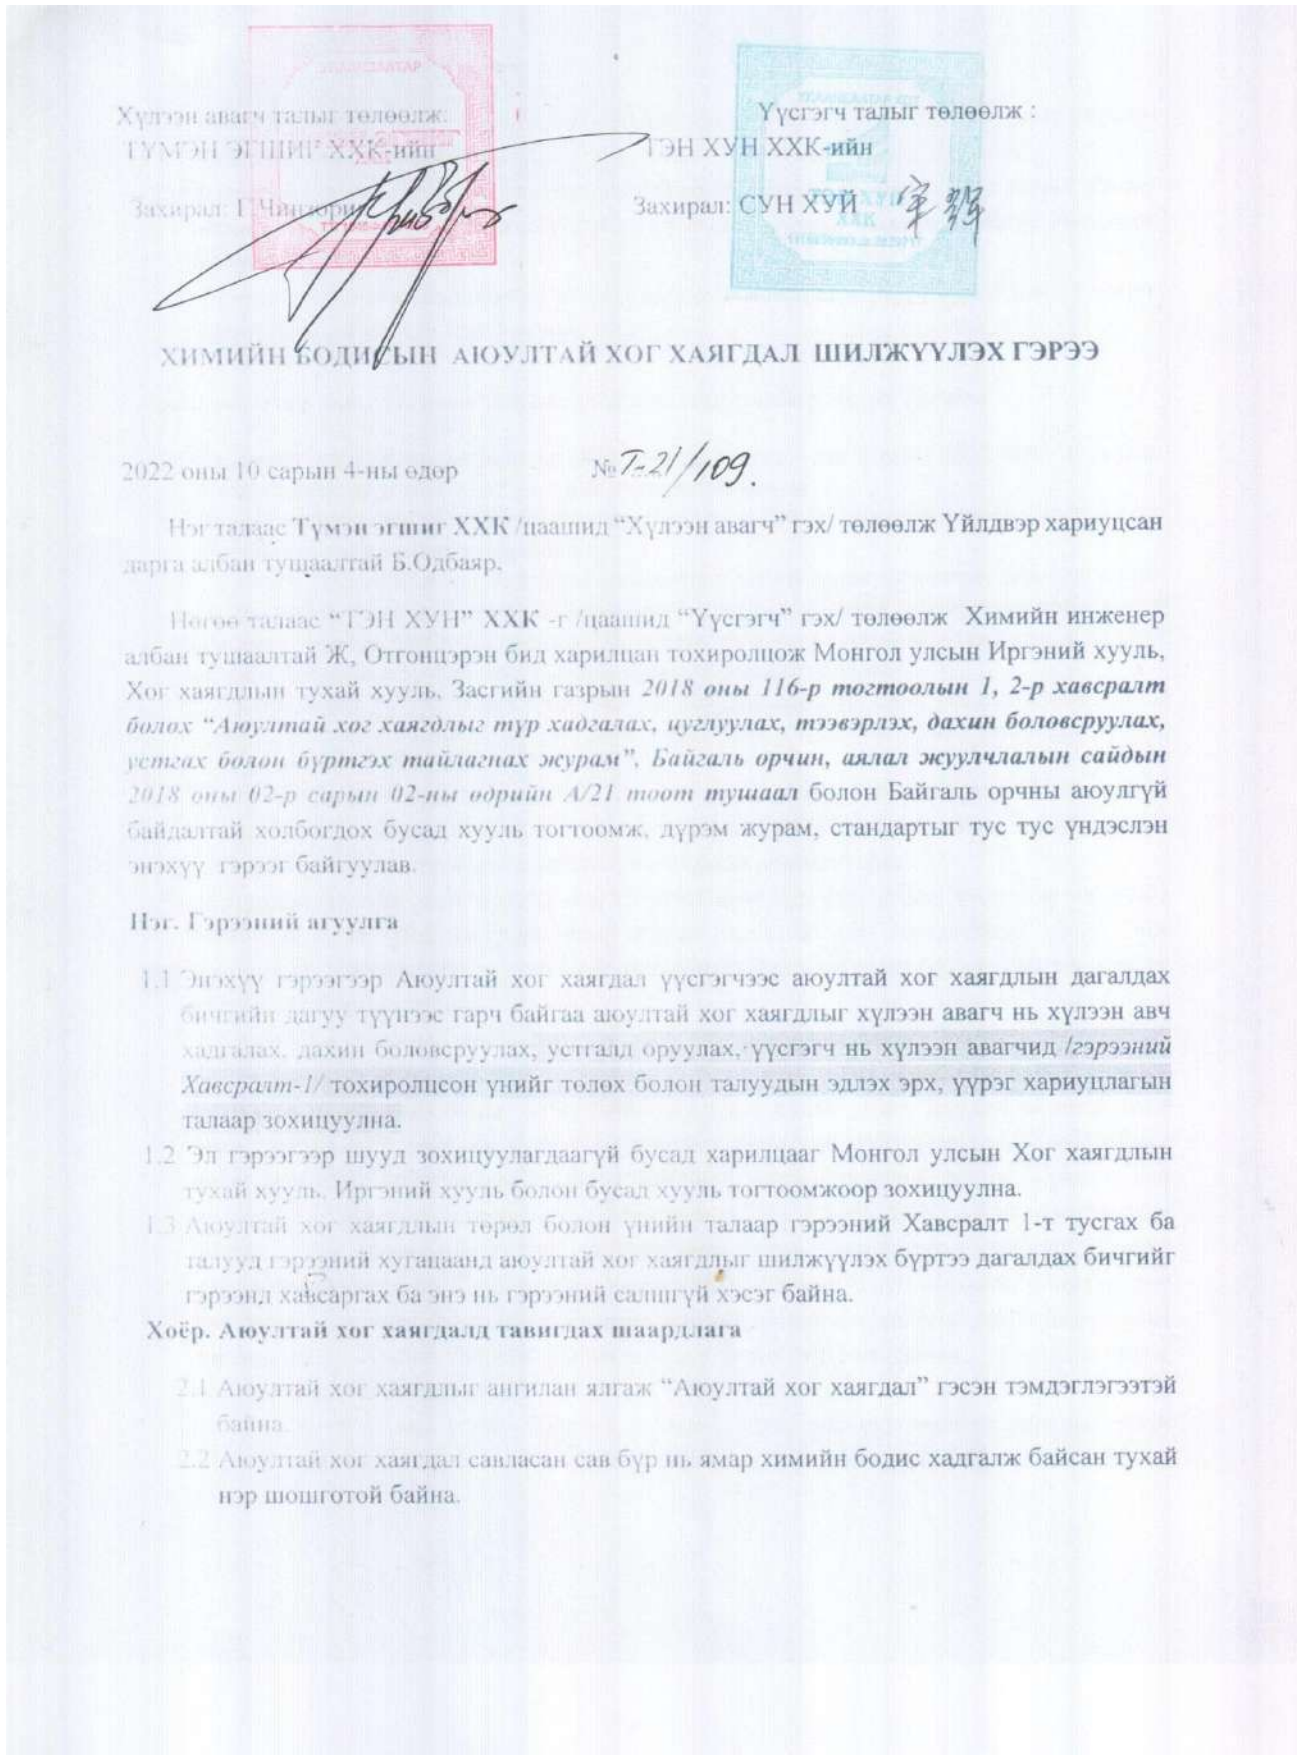 Хүлээн авагч талыг төлөөлж:
Үүсгэгч талыг төлөөлж :
ТҮМЭН ЭГШИГ ХХК-ийн
ТЭН ХУН ХХК-ийн
Захирал: Г.Чинзориг
Захирал: СУН ХУЙ
ХИМИЙН БОДИСЫН АЮУЛТАЙ ХОГ ХАЯГДАЛ ШИЛЖҮҮЛЭХ ГЭРЭЭ
2022 оны 10 сарын 4-ны өдөр
№ Т-21/109.
Нэг талаас Түмэн эгшиг ХХК /цаашид “Хүлээн авагч” гэх/ төлөөлж Үйлдвэр хариуцсан
дарга албан тушаалтай Б.Одбаяр,
Нөгөө талаас “ТЭН ХУН” ХХК -г /цаашид “Үүсгэгч” гэх/ төлөөлж Химийн инженер
албан тушаалтай Ж, Отгонцэрэн бид харилцан тохиролцож Монгол улсын Иргэний хууль,
Хог хаягдлын тухай хууль, Засгийн газрын 2018 оны 116-р тогтоолын 1, 2-р хавсралт
болох “Аюултай хог хаягдлыг түр хадгалах, цуглуулах, тээвэрлэх, дахин боловсруулах,
устгах болон бүртгэх тайлагнах журам”, Байгаль орчин, аялал жуулчлалын сайдын
2018 оны 02-р сарын 02-ны өдрийн А/21 тоот тушаал болон Байгаль орчны аюулгүй
байдалтай холбогдох бусад хууль тогтоомж, дүрэм журам, стандартыг тус тус үндэслэн
энэхүү гэрээг байгуулав.
Нэг. Гэрээний агуулга
1.1 Энэхүү гэрээгээр Аюултай хог хаягдал үүсгэгчээс аюултай хог хаягдлын дагалдах
бичгийн дагуу түүнээс гарч байгаа аюултай хог хаягдлыг хүлээн авагч нь хүлээн авч
хадгалах, дахин боловсруулах, устгалд оруулах, үүсгэгч нь хүлээн авагчид /гэрээний
Хавсралт-1/ тохиролцсон үнийг төлөх болон талуудын эдлэх эрх, үүрэг хариуцлагын
талаар зохицуулна.
1.2 Эл гэрээгээр шууд зохицуулагдаагүй бусад харилцааг Монгол улсын Хог хаягдлын
тухай хууль, Иргэний хууль болон бусад хууль тогтоомжоор зохицуулна.
1.3 Аюултай хог хаягдлын төрөл болон үнийн талаар гэрээний Хавсралт 1-т тусгах ба
талууд гэрээний хугацаанд аюултай хог хаягдлыг шилжүүлэх бүртээ дагалдах бичгийг
гэрээнд хавсаргах ба энэ нь гэрээний салшгүй хэсэг байна.
Хоёр. Аюултай хог хаягдалд тавигдах шаардлага
2.1 Аюултай хог хаягдлыг ангилан ялгаж “Аюултай хог хаягдал” гэсэн тэмдэглэгээтэй
байна.
2.2 Аюултай хог хаягдал савласан сав бүр нь ямар химийн бодис хадгалж байсан тухай
нэр шошготой байна.